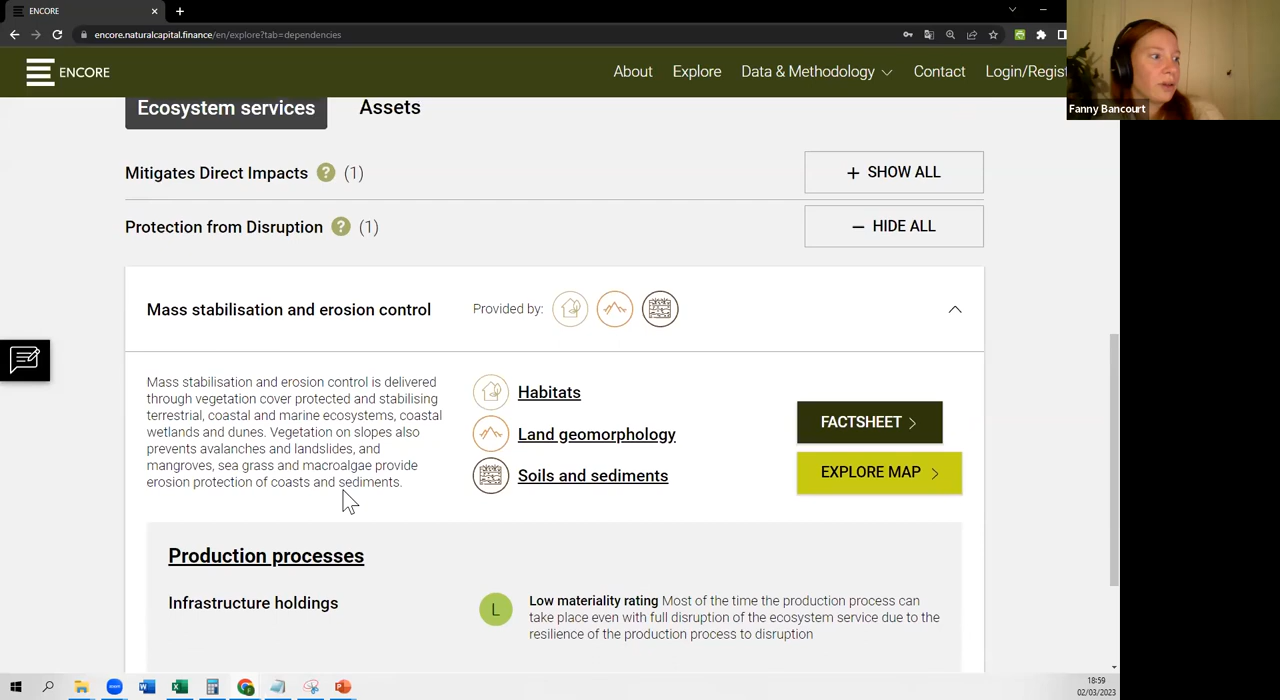 ENCORE
encore.naturalcapital.finance/en/explore?tab=dependencies
ENCORE
About Explore Data & Methodology Contact Login/Regist
Fanny Bancourt
Ecosystem services Assets
Mitigates Direct Impacts ? (1) + SHOW ALL
Protection from Disruption ? (1) − HIDE ALL
Mass stabilisation and erosion control Provided by:
Mass stabilisation and erosion control is delivered
through vegetation cover protected and stabilising
terrestrial, coastal and marine ecosystems, coastal
wetlands and dunes. Vegetation on slopes also
prevents avalanches and landslides, and
mangroves, sea grass and macroalgae provide
erosion protection of coasts and sediments.
Habitats
Land geomorphology
Soils and sediments
FACTSHEET >
EXPLORE MAP >
Production processes
Infrastructure holdings
L
Low materiality rating Most of the time the production process can
take place even with full disruption of the ecosystem service due to the
resilience of the production process to disruption
18:59
02/03/2023